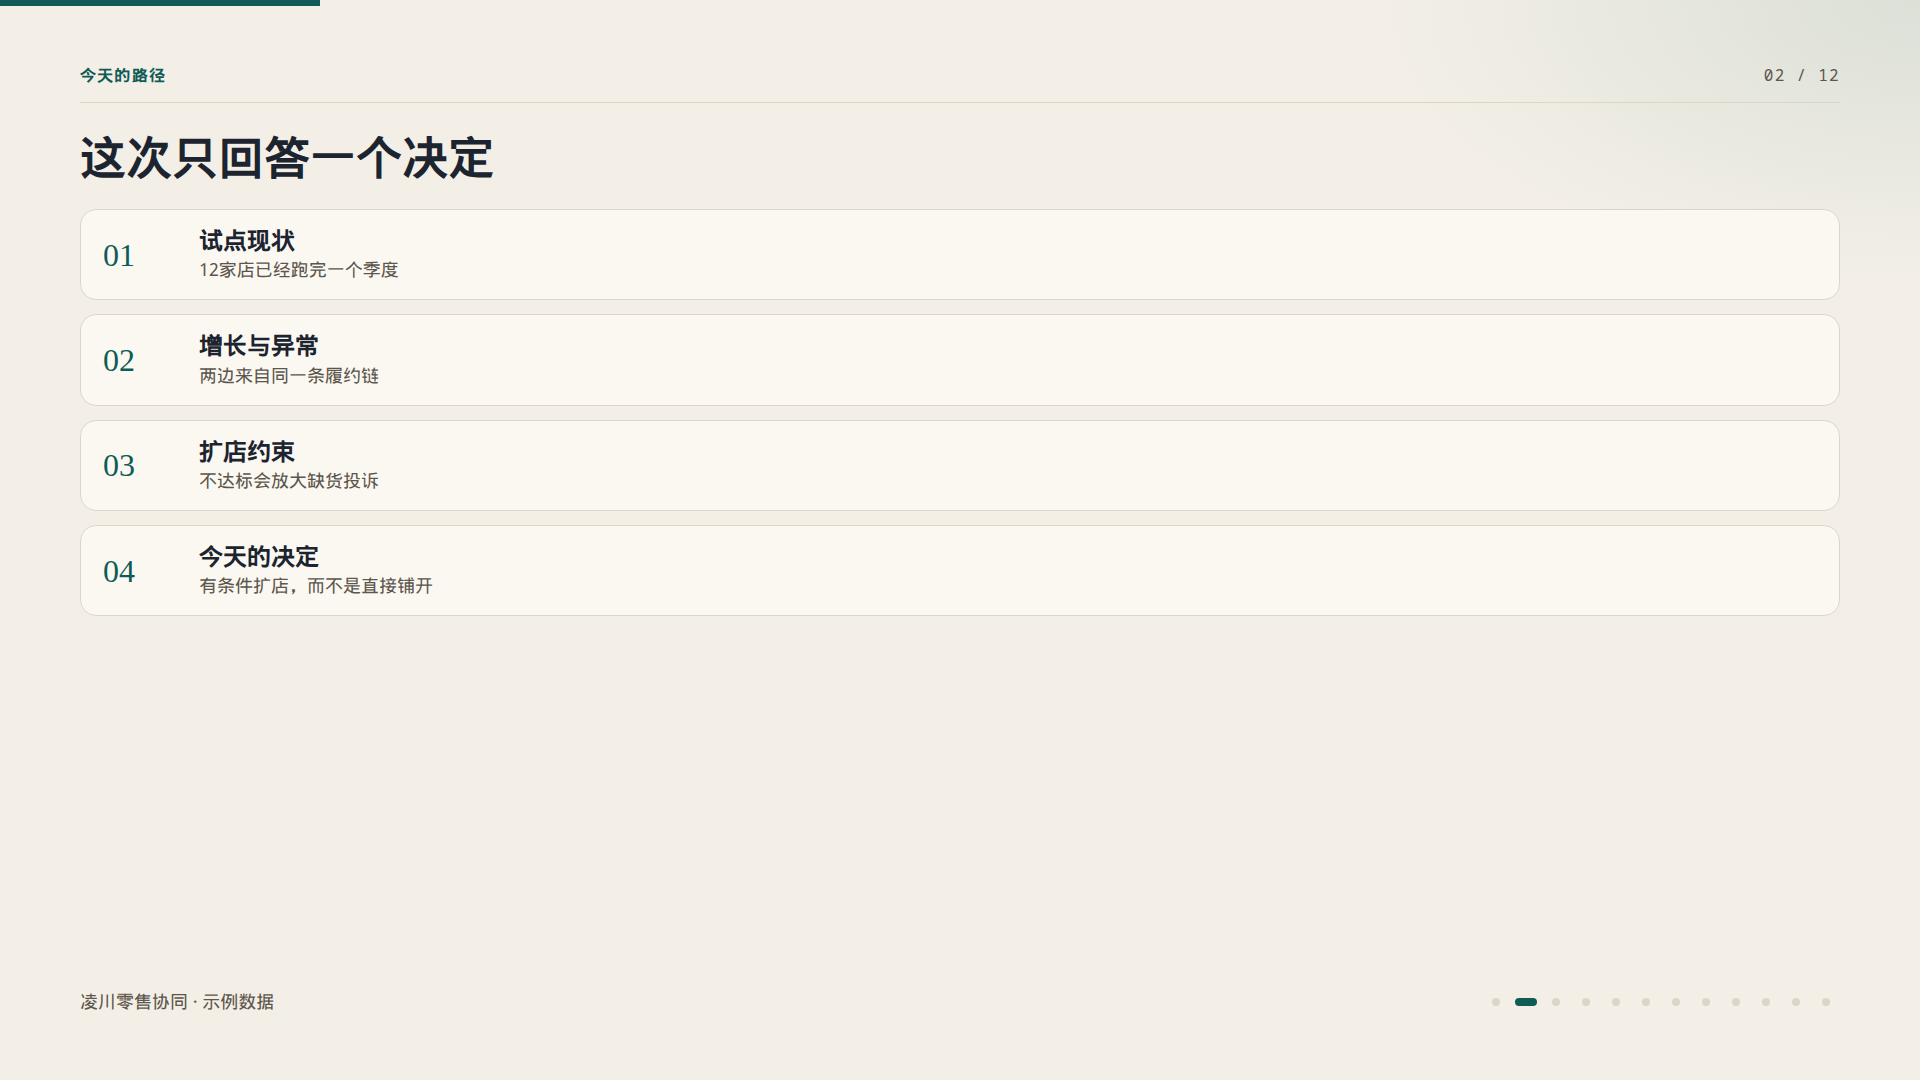 今天的路径
02 / 12
这次只回答一个决定
01
试点现状
12家店已经跑完一个季度
02
增长与异常
两边来自同一条履约链
03
扩店约束
不达标会放大缺货投诉
04
今天的决定
有条件扩店，而不是直接铺开
凌川零售协同 · 示例数据